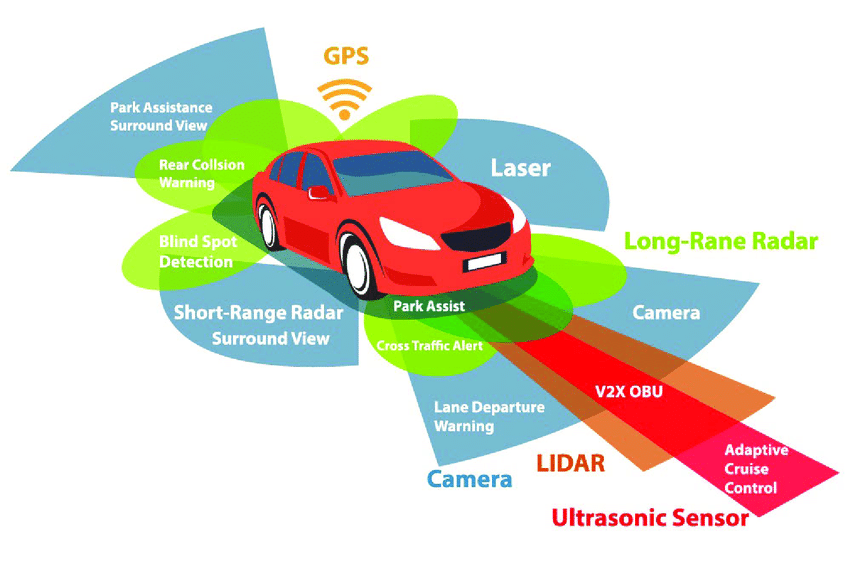 GPS
Park Assistance
Surround View
Rear Collsion
Warning
Laser
Blind Spot
Detection
Long-Rane Radar
Short-Range Radar
Surround View
Park Assist
Camera
Cross Traffic Alert
V2X OBU
Lane Departure
Warning
Adaptive
Cruise
Control
LIDAR
Camera
Ultrasonic Sensor